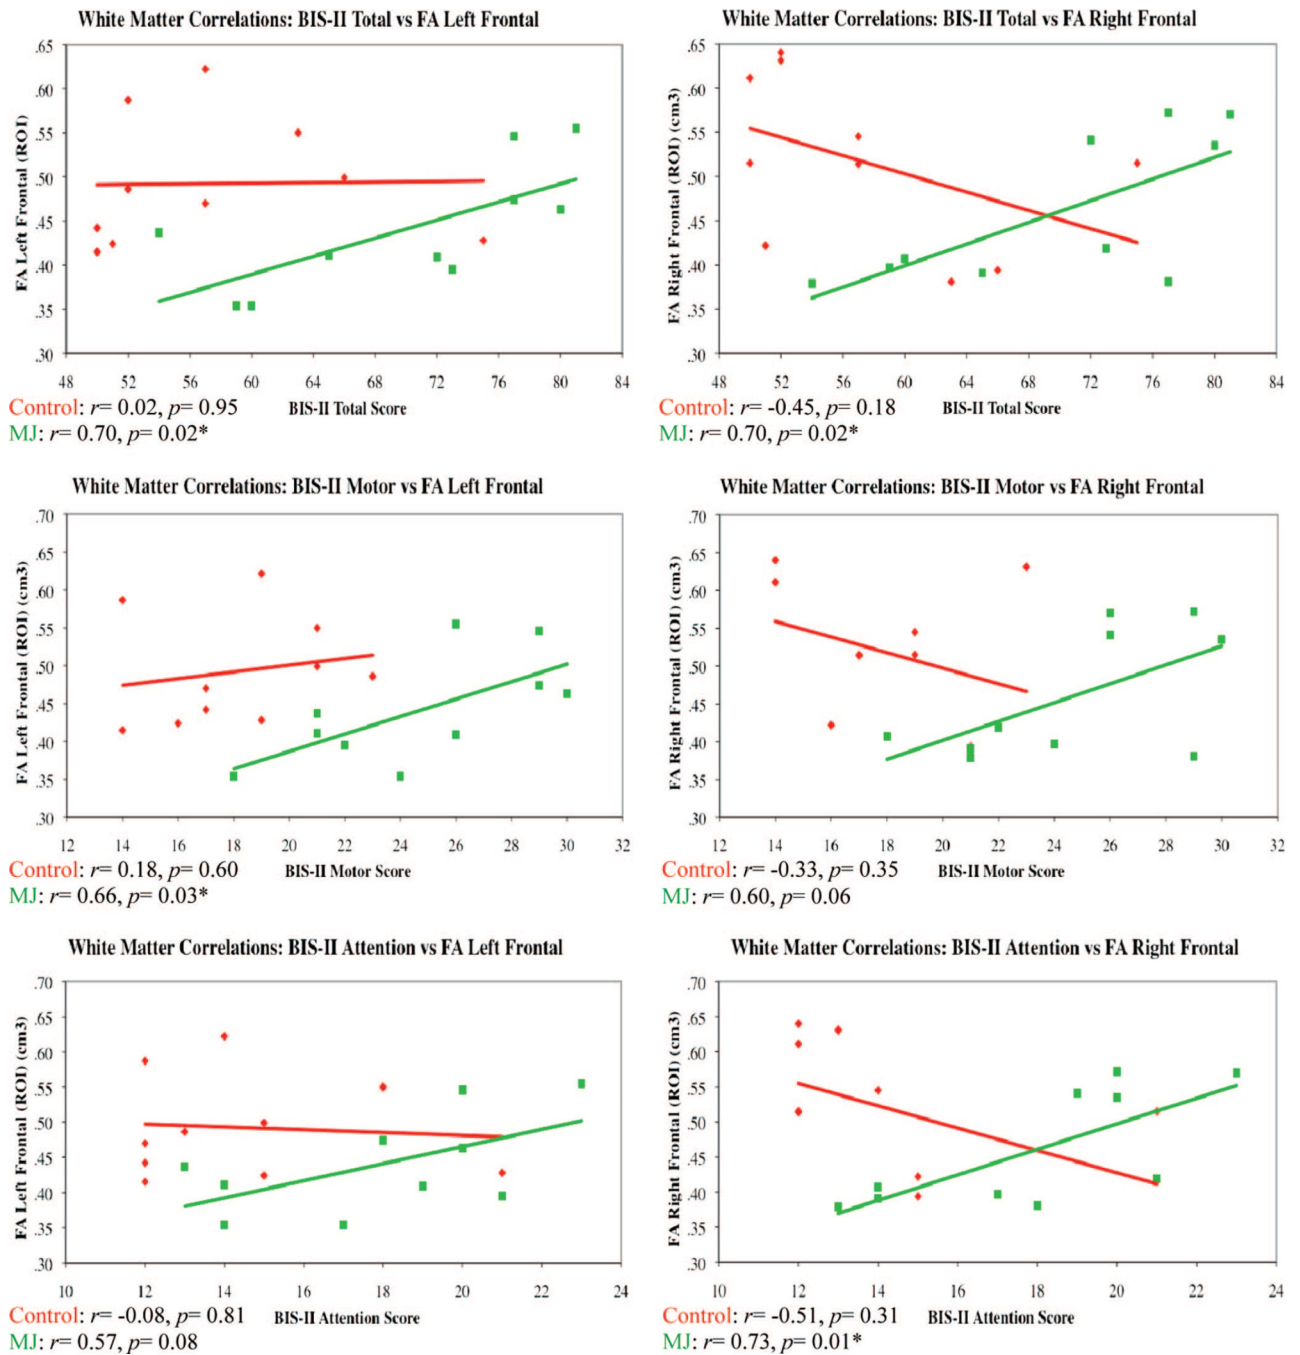 White Matter Correlations: BIS-II Total vs FA Left Frontal
FA Left Frontal (ROI)
.65
.60
.55
.50
.45
.40
.35
.30
48 52 56 60 64 68 72 76 80 84
BIS-II Total Score
Control: r= 0.02, p= 0.95
MJ: r= 0.70, p= 0.02*
White Matter Correlations: BIS-II Total vs FA Right Frontal
FA Right Frontal (ROI) (cm3)
.65
.60
.55
.50
.45
.40
.35
.30
48 52 56 60 64 68 72 76 80 84
BIS-II Total Score
Control: r= -0.45, p= 0.18
MJ: r= 0.70, p= 0.02*
White Matter Correlations: BIS-II Motor vs FA Left Frontal
FA Left Frontal (ROI) (cm3)
.70
.65
.60
.55
.50
.45
.40
.35
.30
12 14 16 18 20 22 24 26 28 30 32
BIS-II Motor Score
Control: r= 0.18, p= 0.60
MJ: r= 0.66, p= 0.03*
White Matter Correlations: BIS-II Motor vs FA Right Frontal
FA Right Frontal (ROI) (cm3)
.70
.65
.60
.55
.50
.45
.40
.35
.30
12 14 16 18 20 22 24 26 28 30 32
BIS-II Motor Score
Control: r= -0.33, p= 0.35
MJ: r= 0.60, p= 0.06
White Matter Correlations: BIS-II Attention vs FA Left Frontal
FA Left Frontal (ROI) (cm3)
.70
.65
.60
.55
.50
.45
.40
.35
.30
10 12 14 16 18 20 22 24
BIS-II Attention Score
Control: r= -0.08, p= 0.81
MJ: r= 0.57, p= 0.08
White Matter Correlations: BIS-II Attention vs FA Right Frontal
FA Right Frontal (ROI) (cm3)
.70
.65
.60
.55
.50
.45
.40
.35
.30
10 12 14 16 18 20 22 24
BIS-II Attention Score
Control: r= -0.51, p= 0.31
MJ: r= 0.73, p= 0.01*